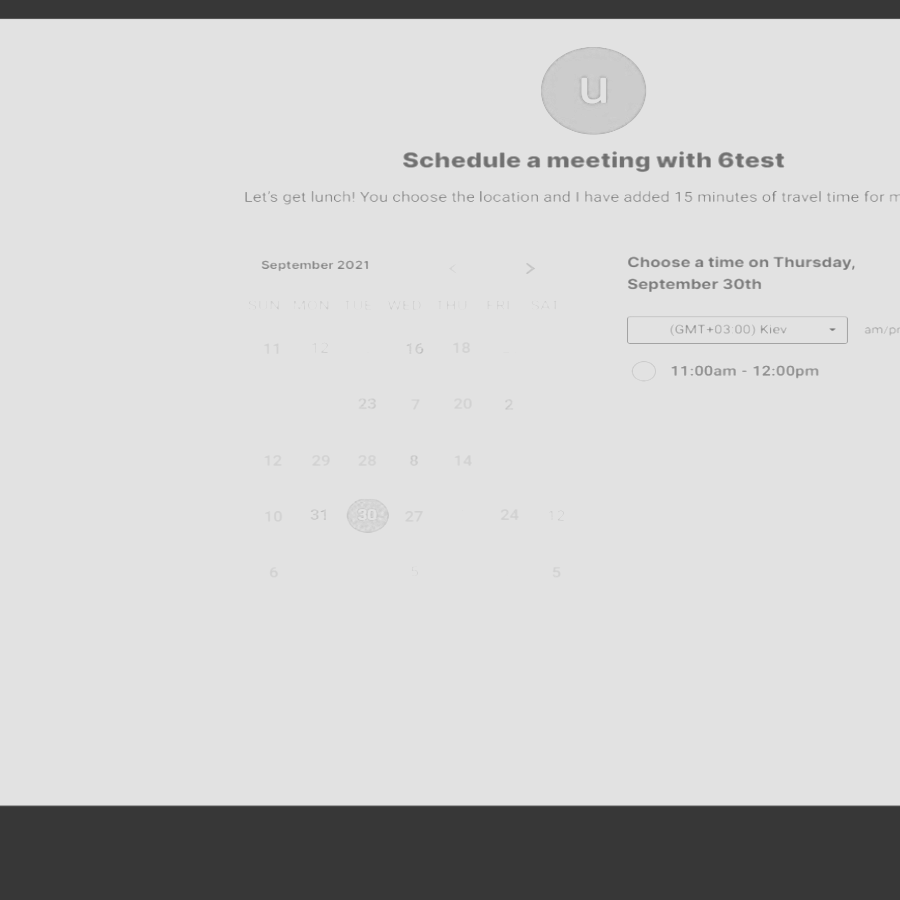 u
Schedule a meeting with 6test
Let's get lunch! You choose the location and I have added 15 minutes of travel time for
September 2021 < >
SUN MON TUE WED THU FRI SAT
11 12 16 18
23 7 20 2
12 29 28 8 14
10 31 30 27 24 12
6 5
Choose a time on Thursday,
September 30th
(GMT+03:00) Kiev
11:00am - 12:00pm